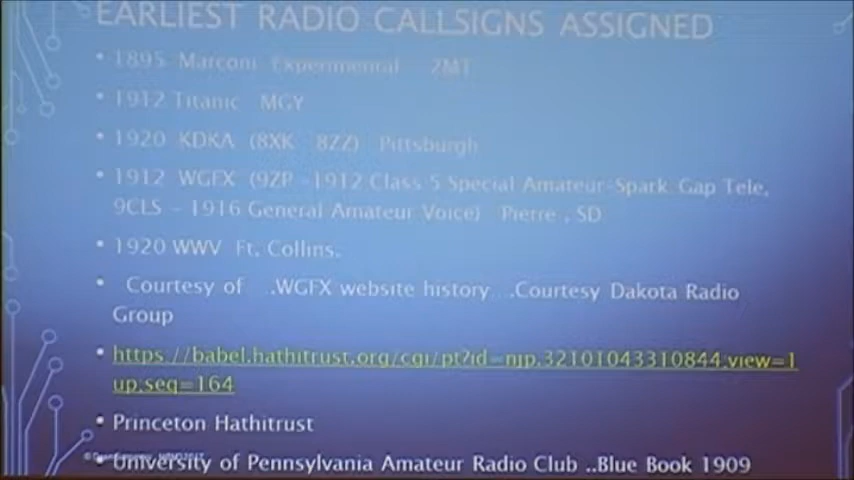 EARLIEST RADIO CALLSIGNS ASSIGNED
• 1895 Marconi Experimental 2MT
• 1912 Titanic MGY
• 1920 KDKA (8XK 8ZZ) Pittsburgh
• 1912 WGFX (9ZP -1912 Class 5 Special Amateur-Spark Gap Tele,
9CLS - 1916 General Amateur Voice) Pierre , SD
• 1920 WWV Ft. Collins.
• Courtesy of ..WGFX website history ..Courtesy Dakota Radio
Group
• https://babel.hathitrust.org/cgi/pt?id=njp.32101043310844;view=1
up;seq=164
• Princeton Hathitrust
• University of Pennsylvania Amateur Radio Club ..Blue Book 1909